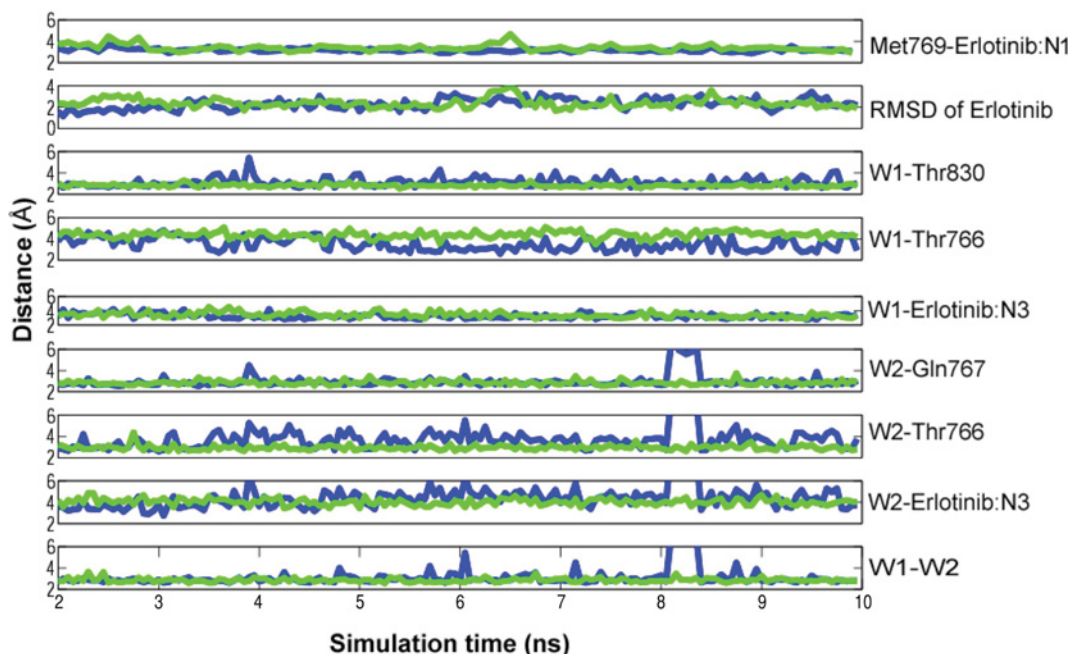 6
4
2
Met769-Erlotinib:N1
4
2
0
RMSD of Erlotinib
6
4
2
W1-Thr830
6
4
2
W1-Thr766
6
4
2
W1-Erlotinib:N3
6
4
2
W2-Gln767
6
4
2
W2-Thr766
6
4
2
W2-Erlotinib:N3
6
4
2
W1-W2
2 3 4 5 6 7 8 9 10
Distance (Å)
Simulation time (ns)